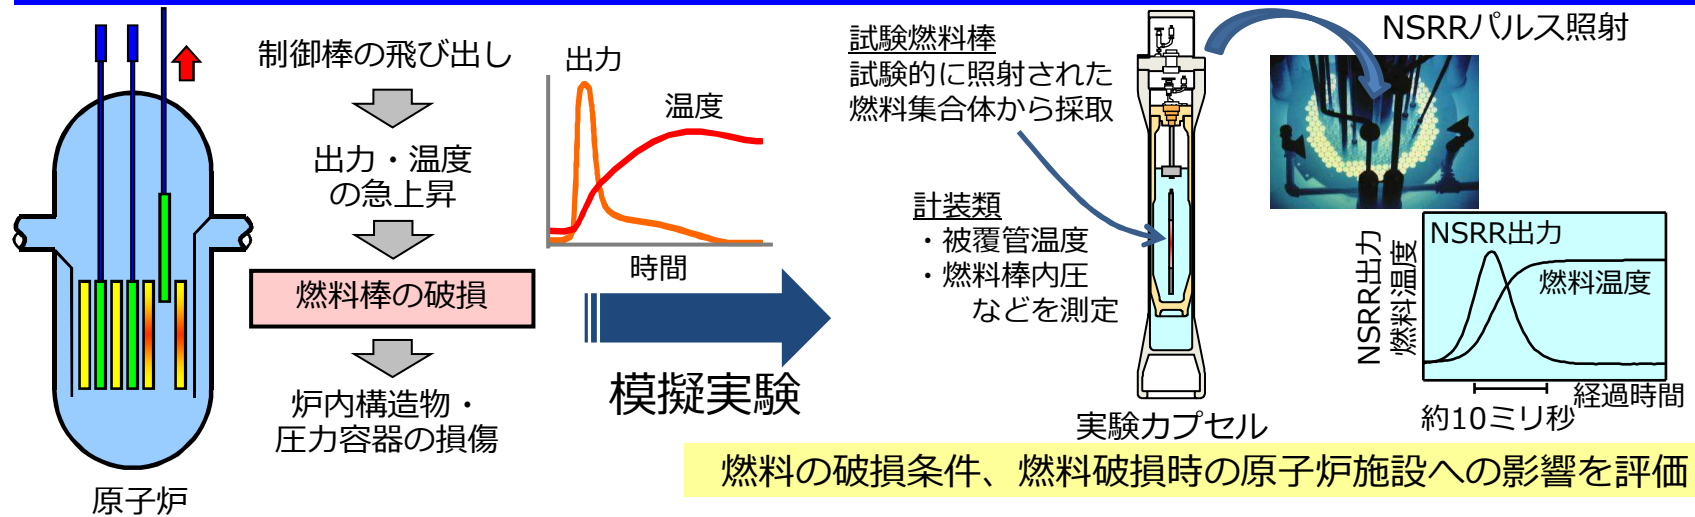 制御棒の飛び出し
出力・温度
の急上昇
燃料棒の破損
炉内構造物・
圧力容器の損傷
原子炉
出力
温度
時間
模擬実験
試験燃料棒
試験的に照射された
燃料集合体から採取
計装類
・被覆管温度
・燃料棒内圧
などを測定
実験カプセル
NSRRパルス照射
NSRR出力
燃料温度
NSRR出力
燃料温度
経過時間
約10ミリ秒
燃料の破損条件、燃料破損時の原子炉施設への影響を評価